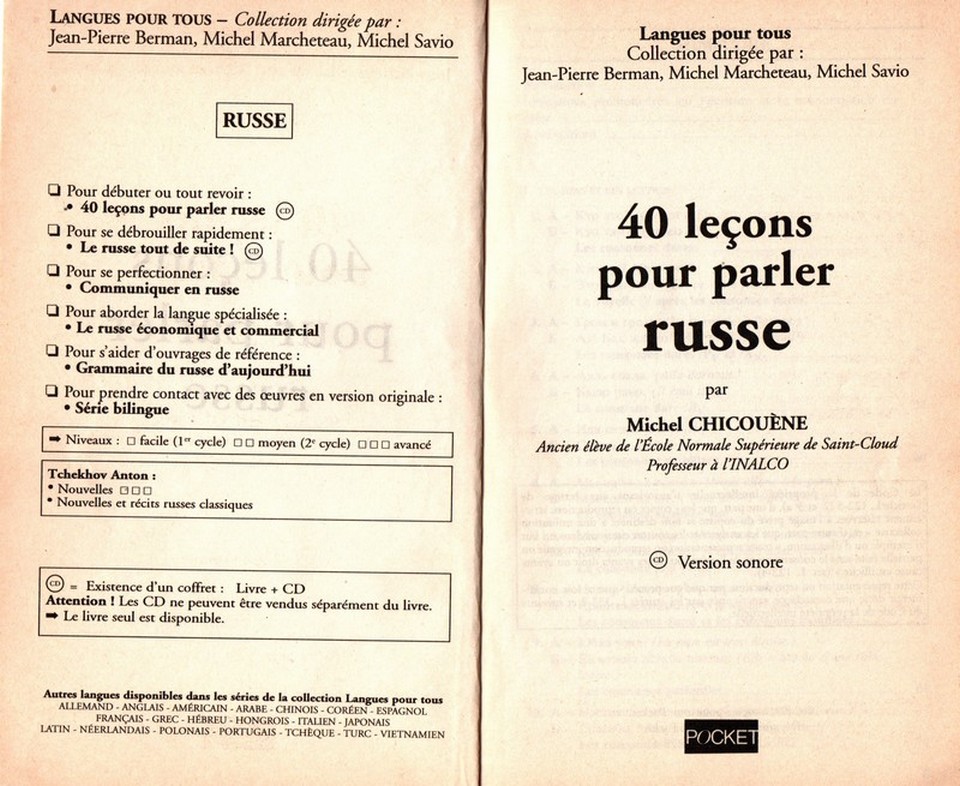 LANGUES POUR TOUS – Collection dirigée par :
Jean-Pierre Berman, Michel Marcheteau, Michel Savio
RUSSE
❑ Pour débuter ou tout revoir :
• 40 leçons pour parler russe CD
❑ Pour se débrouiller rapidement :
• Le russe tout de suite ! CD
❑ Pour se perfectionner :
• Communiquer en russe
❑ Pour aborder la langue spécialisée :
• Le russe économique et commercial
❑ Pour s'aider d'ouvrages de référence :
• Grammaire du russe d'aujourd'hui
❑ Pour prendre contact avec des œuvres en version originale :
• Série bilingue
➡ Niveaux : □ facile (1er cycle) □ □ moyen (2e cycle) □ □ □ avancé
Tchekhov Anton :
• Nouvelles □ □ □
• Nouvelles et récits russes classiques
CD = Existence d'un coffret : Livre + CD
Attention ! Les CD ne peuvent être vendus séparément du livre.
➡ Le livre seul est disponible.
Autres langues disponibles dans les séries de la collection Langues pour tous
ALLEMAND - ANGLAIS - AMÉRICAIN - ARABE - CHINOIS - CORÉEN - ESPAGNOL
FRANÇAIS - GREC - HÉBREU - HONGROIS - ITALIEN - JAPONAIS
LATIN - NÉERLANDAIS - POLONAIS - PORTUGAIS - TCHÈQUE - TURC - VIETNAMIEN
Langues pour tous
Collection dirigée par :
Jean-Pierre Berman, Michel Marcheteau, Michel Savio
40 leçons
pour parler
russe
par
Michel CHICOUÈNE
Ancien élève de l'École Normale Supérieure de Saint-Cloud
Professeur à l'INALCO
CD Version sonore
POCKET